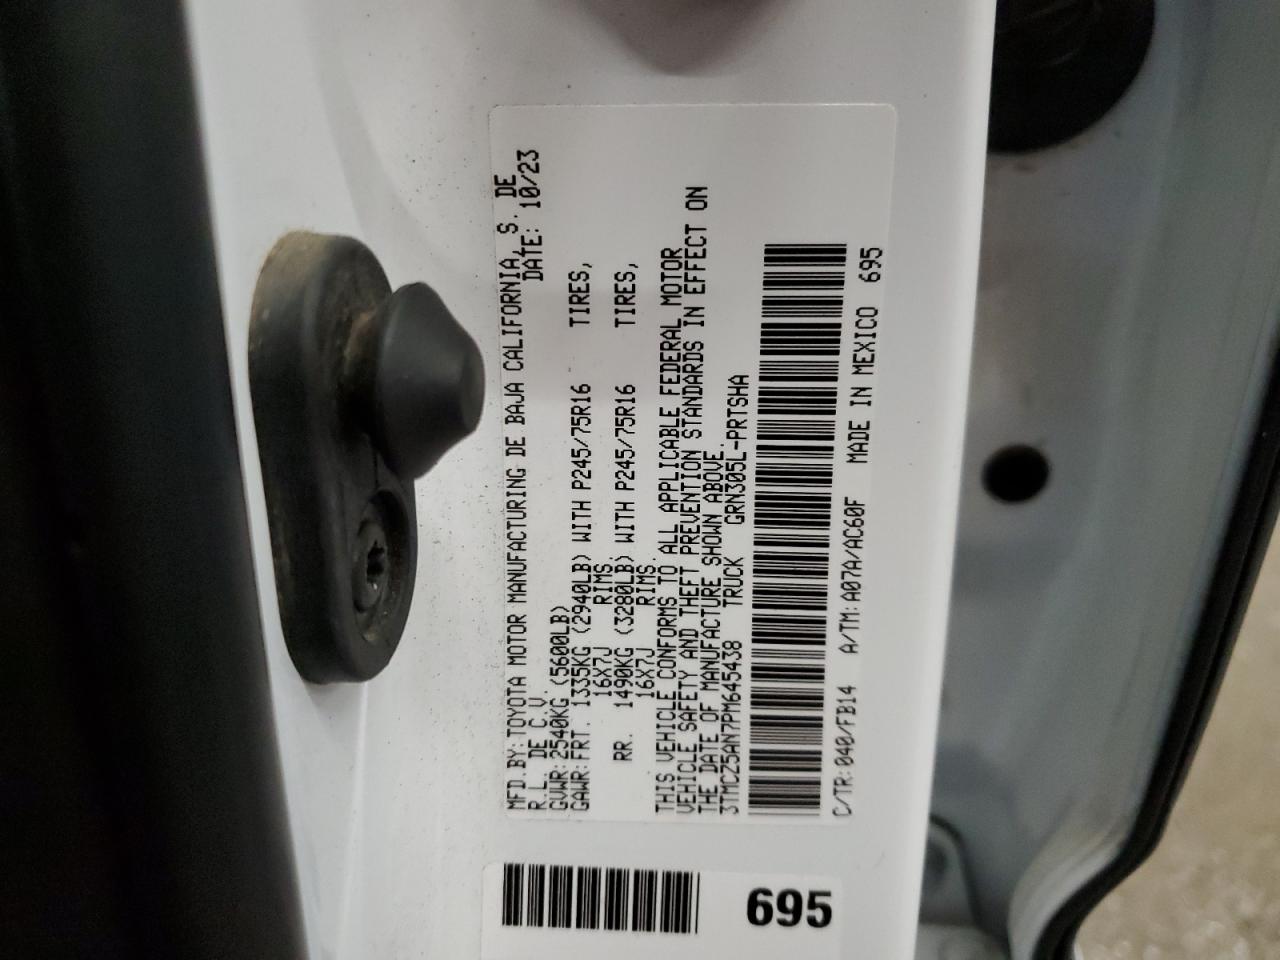 MFD.BY:TOYOTA MOTOR MANUFACTURING DE BAJA CALIFORNIA, S. DE
R.L. DE C.V. DATE: 10/23
GVWR:2540KG (5600LB)
GAWR:FRT. 1335KG (2940LB) WITH P245/75R16 TIRES,
16X7J RIMS.
RR. 1490KG (3280LB) WITH P245/75R16 TIRES,
16X7J RIMS.
THIS VEHICLE CONFORMS TO ALL APPLICABLE FEDERAL MOTOR
VEHICLE SAFETY AND THEFT PREVENTION STANDARDS IN EFFECT ON
THE DATE OF MANUFACTURE SHOWN ABOVE.
3TMCZ5AN7PM645438 TRUCK GRN305L-PRTSHA
C/TR:040/FB14 A/TM:A07A/AC60F MADE IN MEXICO 695
695